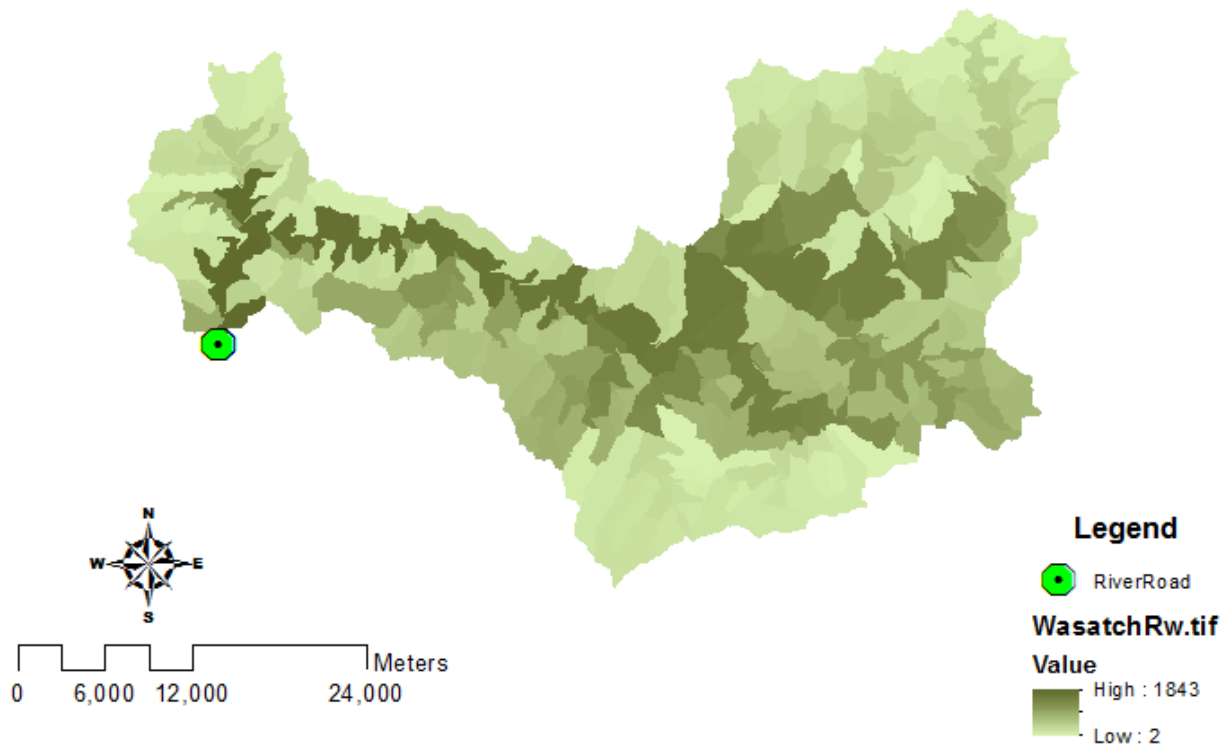 N
W E
S
Meters
0 6,000 12,000 24,000
Legend
RiverRoad
WasatchRw.tif
Value
High : 1843
Low : 2